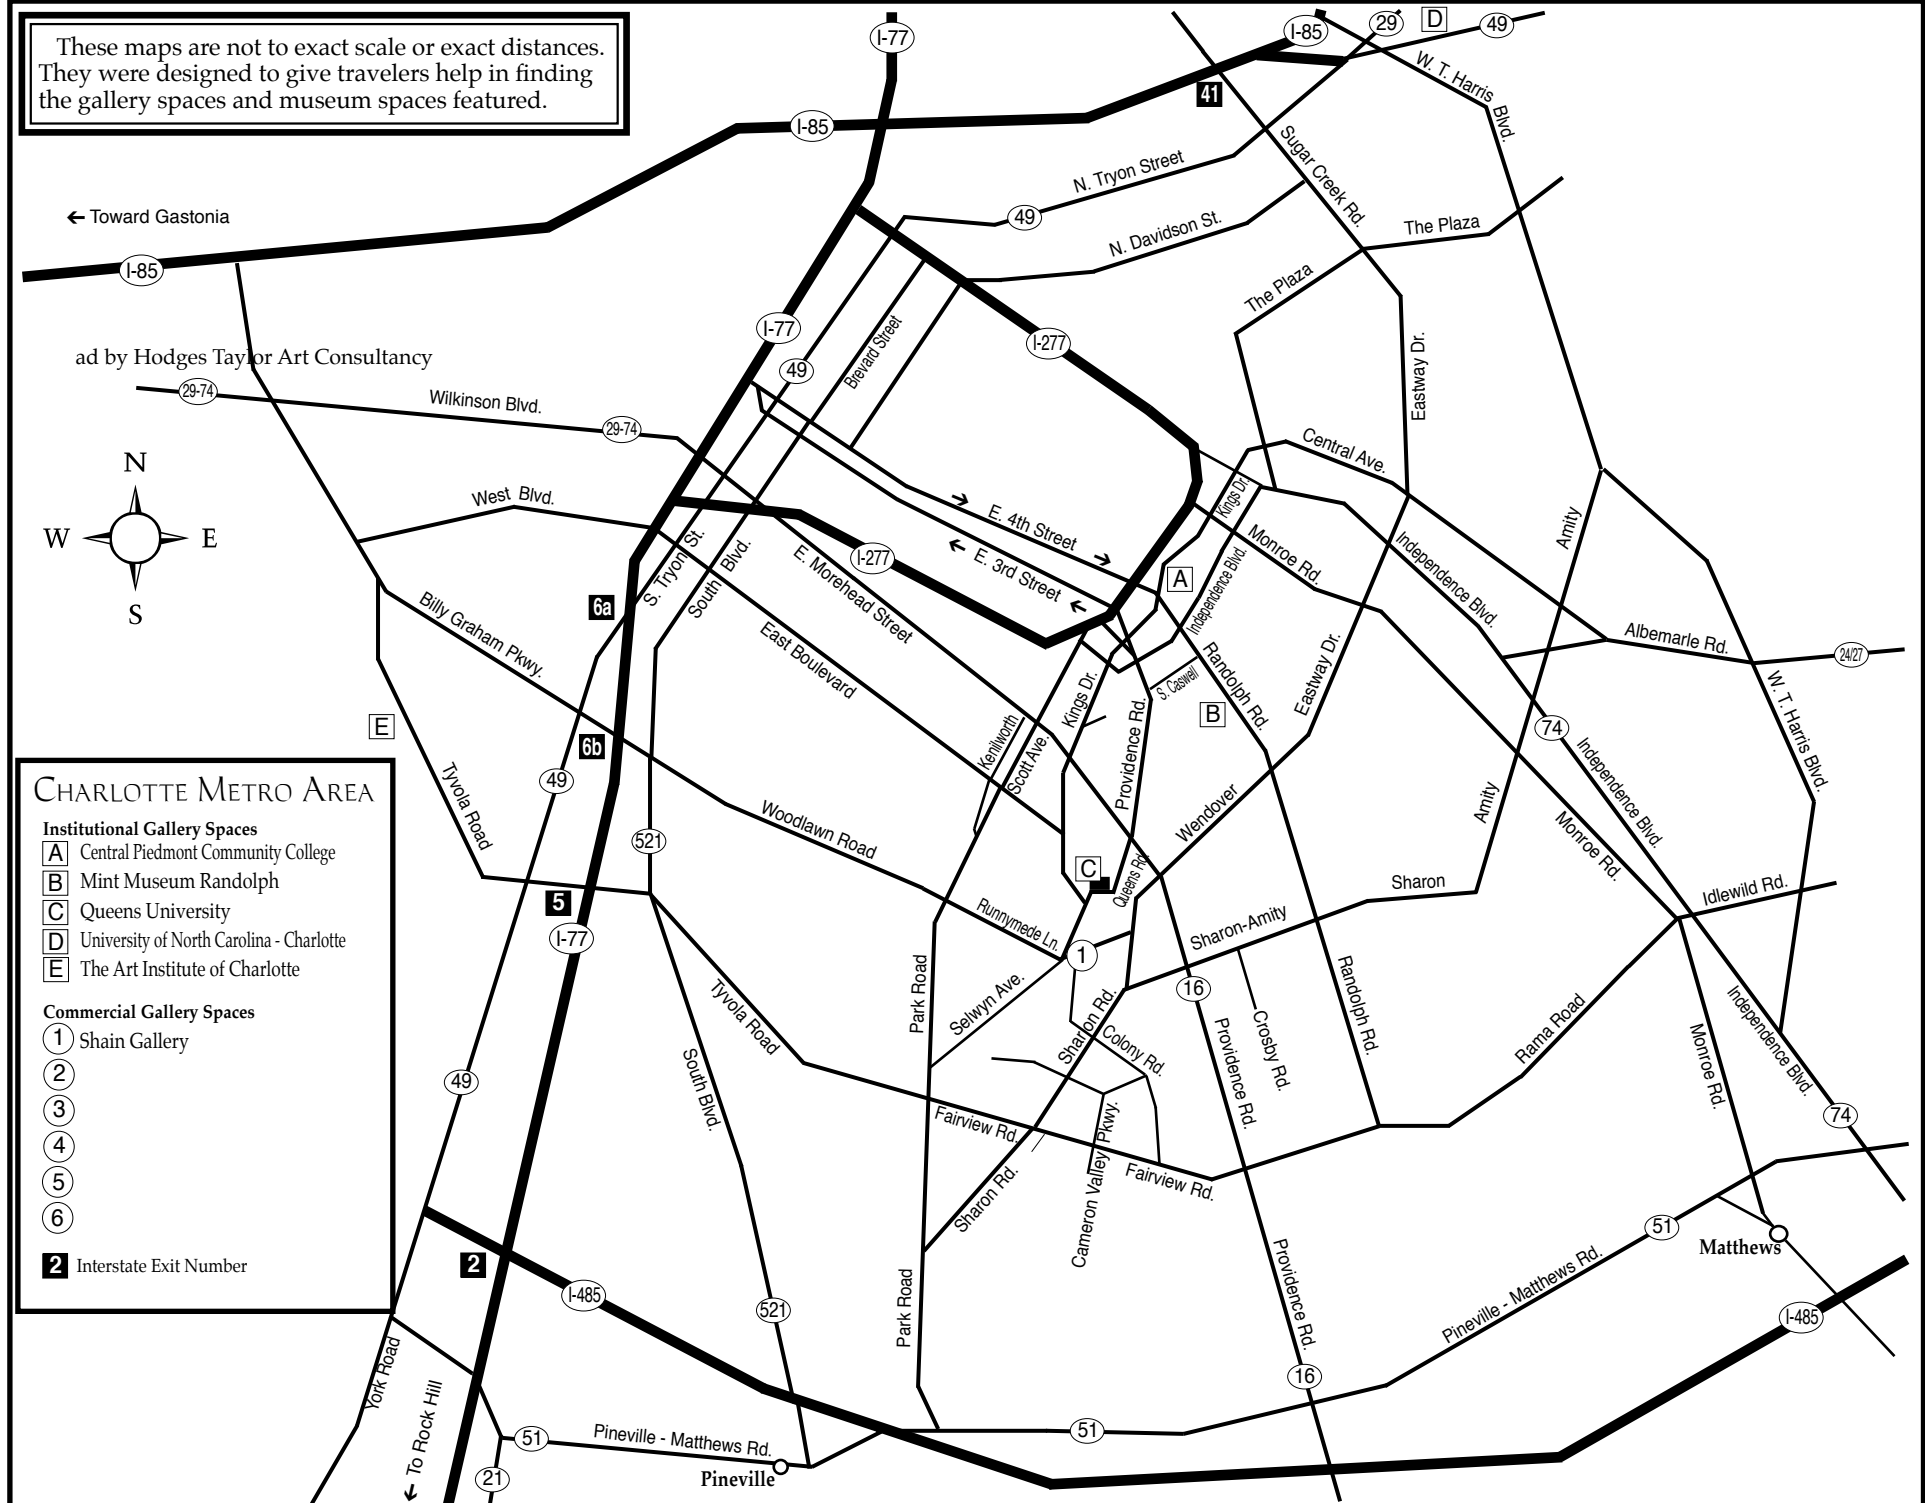 These maps are not to exact scale or exact distances.
They were designed to give travelers help in finding
the gallery spaces and museum spaces featured.
I-77
I-85
29
D
49
W. T. Harris
Blvd.
41
I-85
Sugar Creek Rd.
N. Tryon Street
49
N. Davidson St.
The Plaza
← Toward Gastonia
I-85
The Plaza
I-77
I-277
49
Brevard Street
Eastway Dr.
ad by Hodges Taylor Art Consultancy
29-74
Wilkinson Blvd.
29-74
Central Ave.
N
W
E
S
West Blvd.
Kings Dr.
E. 4th Street
E. 3rd Street
Monroe Rd.
Independence Blvd.
Amity
I-277
E. Morehead Street
S. Tryon St.
South Blvd.
A
Independence Blvd.
6a
Billy Graham Pkwy.
East Boulevard
Randolph Rd.
Albemarle Rd.
24/27
Eastway Dr.
S. Caswell
W. T. Harris Blvd.
Kings Dr.
B
E
Kenilworth
Scott Ave.
Providence Rd.
74
6b
49
Independence Blvd.
Tyvola Road
521
Woodlawn Road
Wendover
Amity
Monroe Rd.
C
Queens Rd.
Sharon
Idlewild Rd.
5
I-77
Runnymede Ln.
Sharon-Amity
1
CHARLOTTE METRO AREA
Institutional Gallery Spaces
A Central Piedmont Community College
B Mint Museum Randolph
C Queens University
D University of North Carolina - Charlotte
E The Art Institute of Charlotte
Commercial Gallery Spaces
1 Shain Gallery
2
3
4
5
6
2 Interstate Exit Number
Park Road
Selwyn Ave.
16
Randolph Rd.
Tyvola Road
Sharon Rd.
Colony Rd.
Providence Rd.
Crosby Rd.
Rama Road
Monroe Rd.
Independence Blvd.
49
South Blvd.
74
Fairview Rd.
Cameron Valley Pkwy.
Fairview Rd.
Sharon Rd.
51
Matthews
2
I-485
521
Park Road
Providence Rd.
Pineville - Matthews Rd.
I-485
York Road
16
← To Rock Hill
51
Pineville - Matthews Rd.
51
Pineville
21